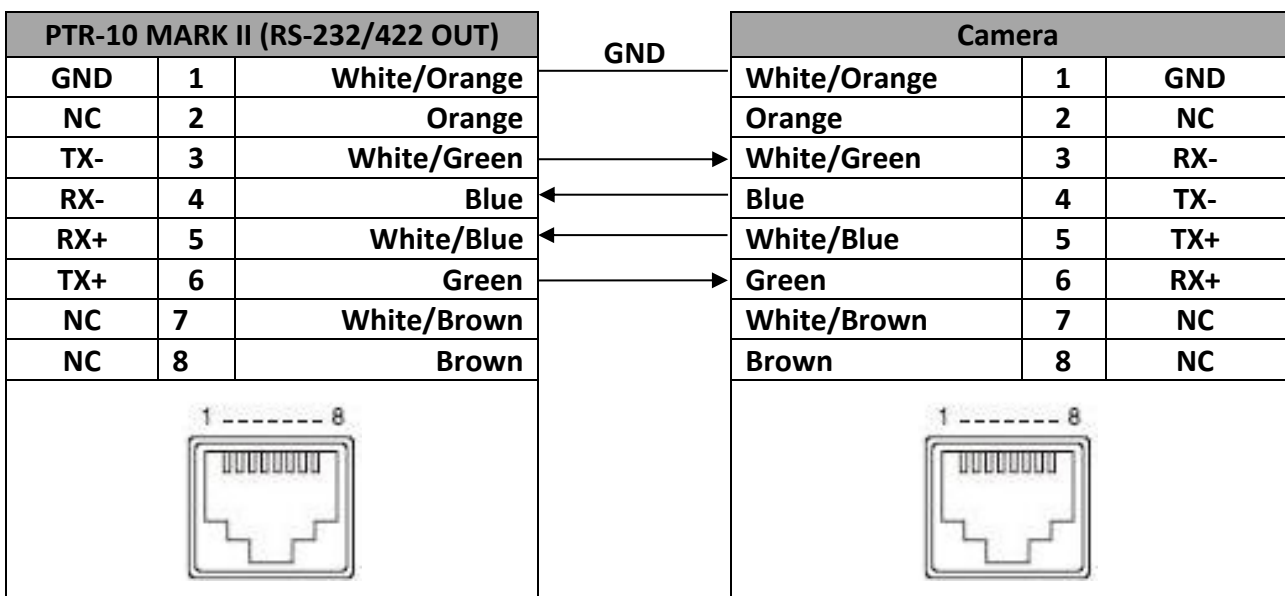 PTR-10 MARK II (RS-232/422 OUT) GND Camera
GND 1 White/Orange White/Orange 1 GND
NC 2 Orange Orange 2 NC
TX- 3 White/Green White/Green 3 RX-
RX- 4 Blue Blue 4 TX-
RX+ 5 White/Blue White/Blue 5 TX+
TX+ 6 Green Green 6 RX+
NC 7 White/Brown White/Brown 7 NC
NC 8 Brown Brown 8 NC
1 ------- 8 1 ------- 8